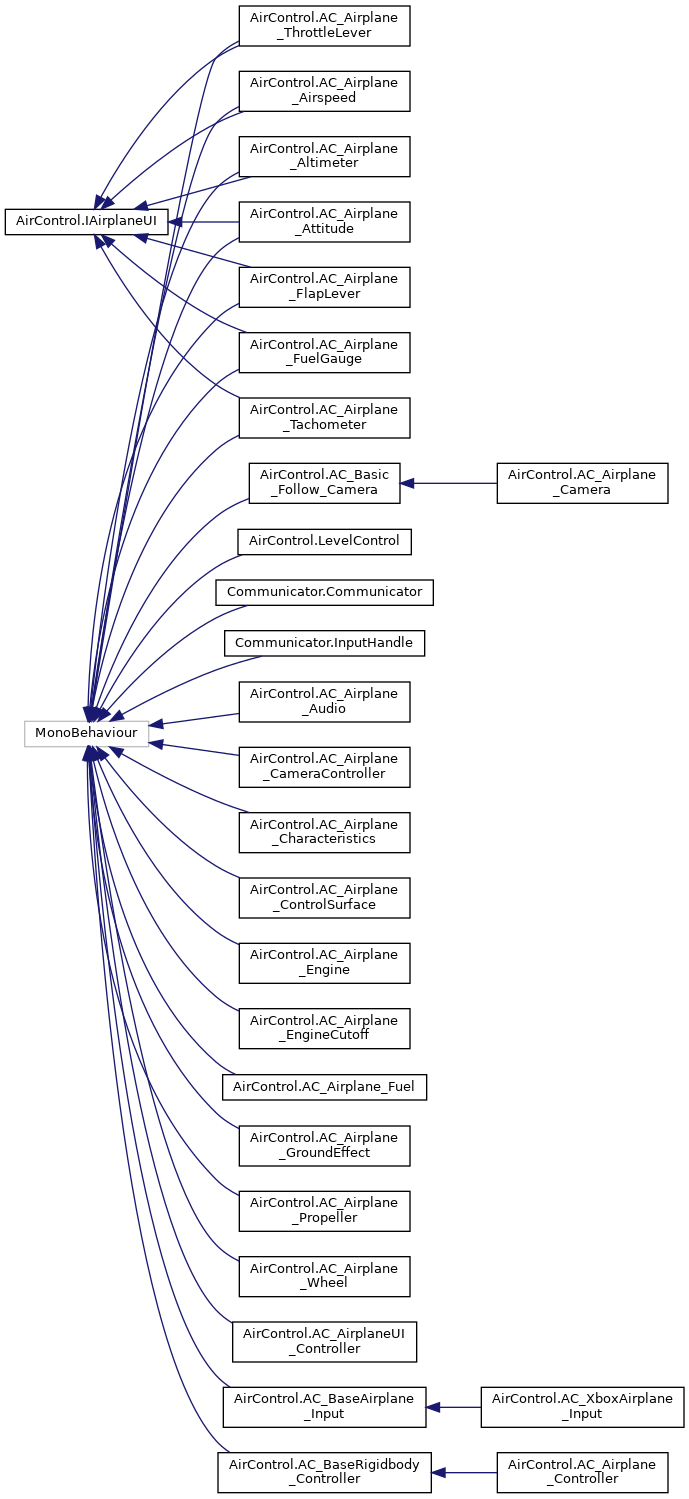 AirControl.AC_Airplane
_ThrottleLever
AirControl.AC_Airplane
_Airspeed
AirControl.AC_Airplane
_Altimeter
AirControl.IAirplaneUI
AirControl.AC_Airplane
_Attitude
AirControl.AC_Airplane
_FlapLever
AirControl.AC_Airplane
_FuelGauge
AirControl.AC_Airplane
_Tachometer
AirControl.AC_Basic
_Follow_Camera
AirControl.AC_Airplane
_Camera
AirControl.LevelControl
Communicator.Communicator
Communicator.InputHandle
AirControl.AC_Airplane
_Audio
MonoBehaviour
AirControl.AC_Airplane
_CameraController
AirControl.AC_Airplane
_Characteristics
AirControl.AC_Airplane
_ControlSurface
AirControl.AC_Airplane
_Engine
AirControl.AC_Airplane
_EngineCutoff
AirControl.AC_Airplane_Fuel
AirControl.AC_Airplane
_GroundEffect
AirControl.AC_Airplane
_Propeller
AirControl.AC_Airplane
_Wheel
AirControl.AC_AirplaneUI
_Controller
AirControl.AC_BaseAirplane
_Input
AirControl.AC_XboxAirplane
_Input
AirControl.AC_BaseRigidbody
_Controller
AirControl.AC_Airplane
_Controller